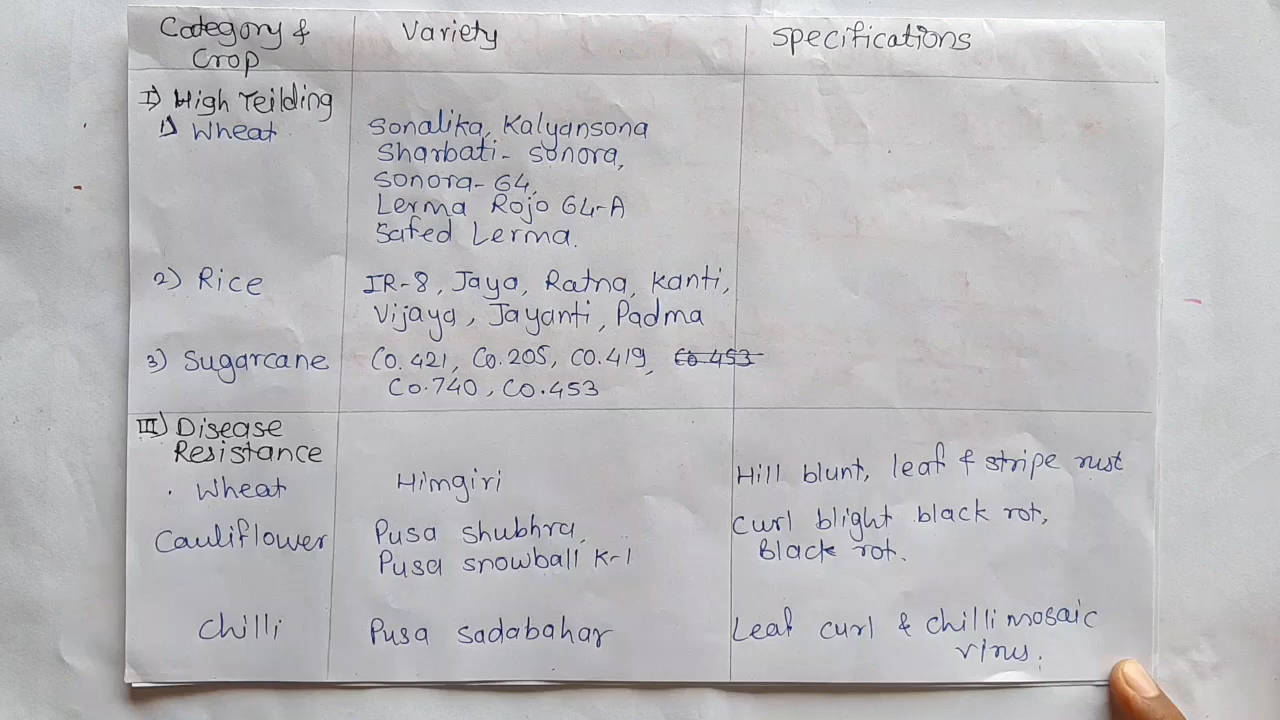 Category & Variety Specifications
Crop
I) High Yeilding
1) Wheat Sonalika, Kalyansona
Sharbati - Sonora,
Sonora-64,
Lerma Rojo 64-A
Safed Lerma.
2) Rice IR-8, Jaya, Ratna, Kanti,
Vijaya, Jayanti, Padma
3) Sugarcane Co.421, Co.205, CO.419, Co.453
Co.740, Co.453
III) Disease
Resistance
. Wheat Himgiri Hill blunt, leaf & stripe rust
Cauliflower Pusa shubhra, Curl blight black rot,
Pusa snowball K-1 Black rot.
Chilli Pusa sadabahar Leaf curl & chilli mosaic
virus.